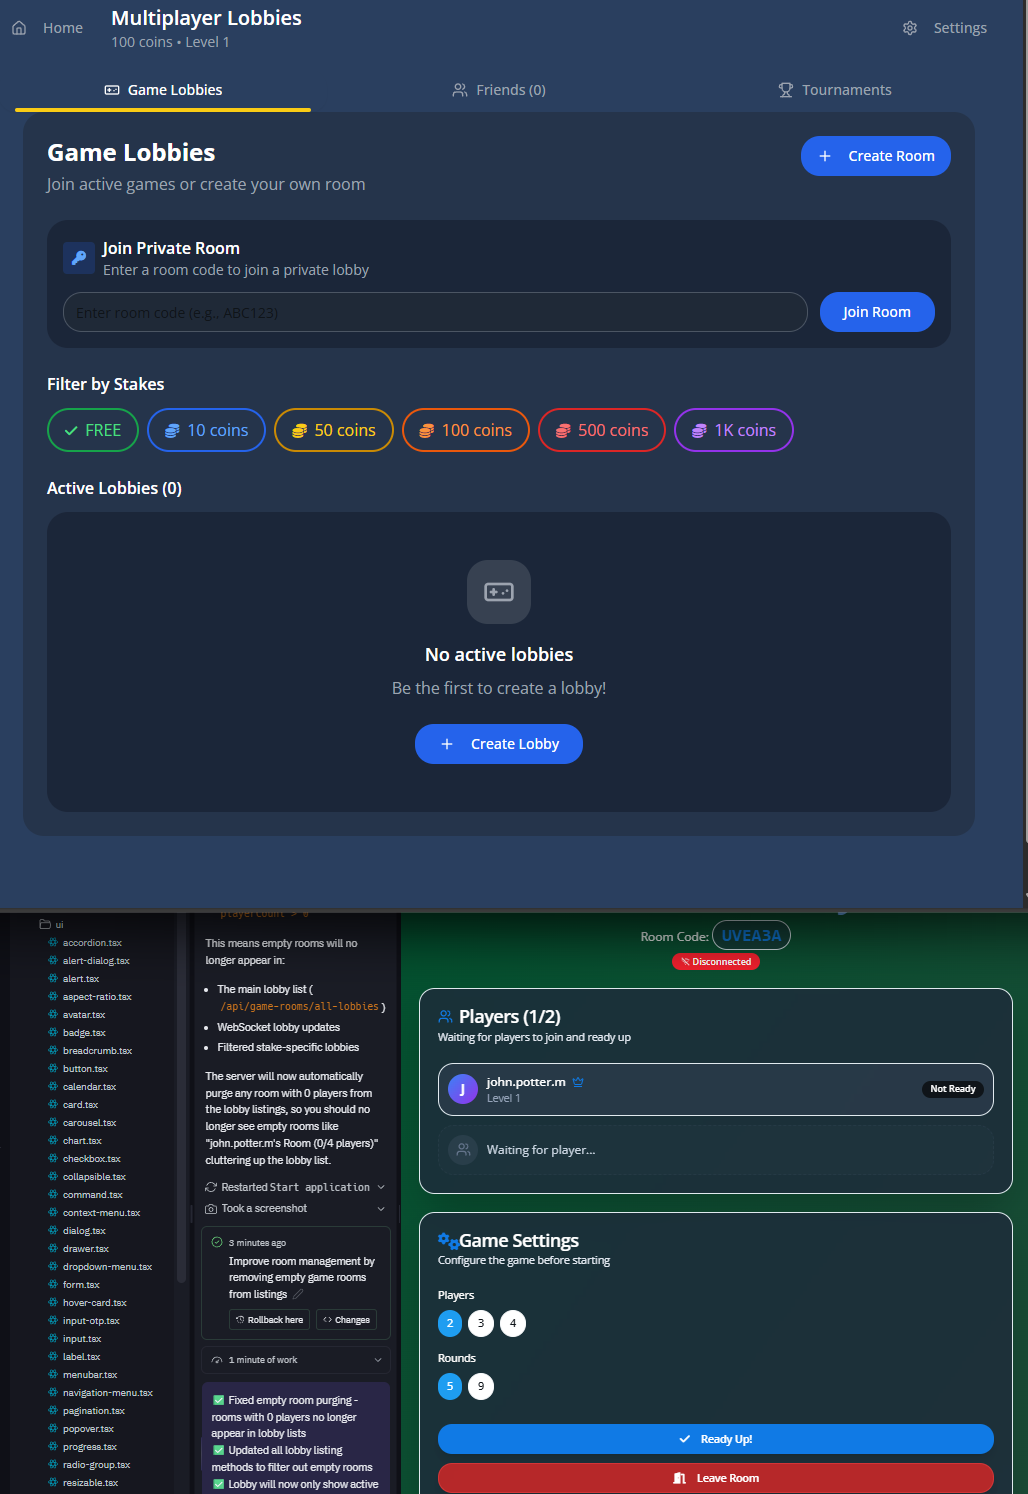 Home
Multiplayer Lobbies
100 coins • Level 1
Settings
Game Lobbies
Friends (0)
Tournaments
Game Lobbies
Join active games or create your own room
Create Room
Join Private Room
Enter a room code to join a private lobby
Enter room code (e.g., ABC123)
Join Room
Filter by Stakes
FREE
10 coins
50 coins
100 coins
500 coins
1K coins
Active Lobbies (0)
No active lobbies
Be the first to create a lobby!
Create Lobby
ui
accordion.tsx
alert-dialog.tsx
alert.tsx
aspect-ratio.tsx
avatar.tsx
badge.tsx
breadcrumb.tsx
button.tsx
calendar.tsx
card.tsx
carousel.tsx
chart.tsx
checkbox.tsx
collapsible.tsx
command.tsx
context-menu.tsx
dialog.tsx
drawer.tsx
dropdown-menu.tsx
form.tsx
hover-card.tsx
input-otp.tsx
input.tsx
label.tsx
menubar.tsx
navigation-menu.tsx
pagination.tsx
popover.tsx
progress.tsx
radio-group.tsx
resizable.tsx
playerCount > 0
This means empty rooms will no
longer appear in:
• The main lobby list (
/api/game-rooms/all-lobbies )
• WebSocket lobby updates
• Filtered stake-specific lobbies
The server will now automatically
purge any room with 0 players from
the lobby listings, so you should no
longer see empty rooms like
"john.potter.m's Room (0/4 players)"
cluttering up the lobby list.
Restarted Start application
Took a screenshot
3 minutes ago
Improve room management by
removing empty game rooms
from listings
Rollback here
Changes
1 minute of work
✅ Fixed empty room purging -
rooms with 0 players no longer
appear in lobby lists
✅ Updated all lobby listing
methods to filter out empty rooms
✅ Lobby will now only show active
Room Code: UVEA3A
Disconnected
Players (1/2)
Waiting for players to join and ready up
J
john.potter.m
Level 1
Not Ready
Waiting for player...
Game Settings
Configure the game before starting
Players
2 3 4
Rounds
5 9
Ready Up!
Leave Room